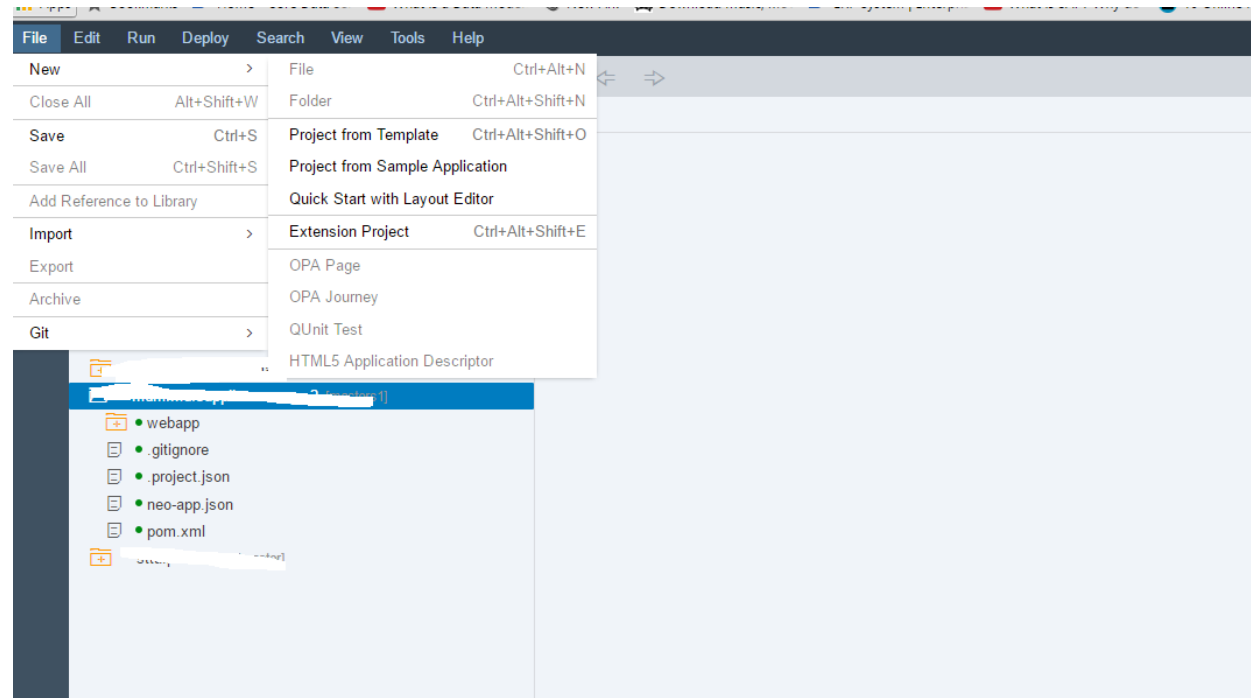 File Edit Run Deploy Search View Tools Help
New
Close All Alt+Shift+W
Save Ctrl+S
Save All Ctrl+Shift+S
Add Reference to Library
Import
Export
Archive
Git
File Ctrl+Alt+N
Folder Ctrl+Alt+Shift+N
Project from Template Ctrl+Alt+Shift+O
Project from Sample Application
Quick Start with Layout Editor
Extension Project Ctrl+Alt+Shift+E
OPA Page
OPA Journey
QUnit Test
HTML5 Application Descriptor
webapp
.gitignore
.project.json
neo-app.json
pom.xml